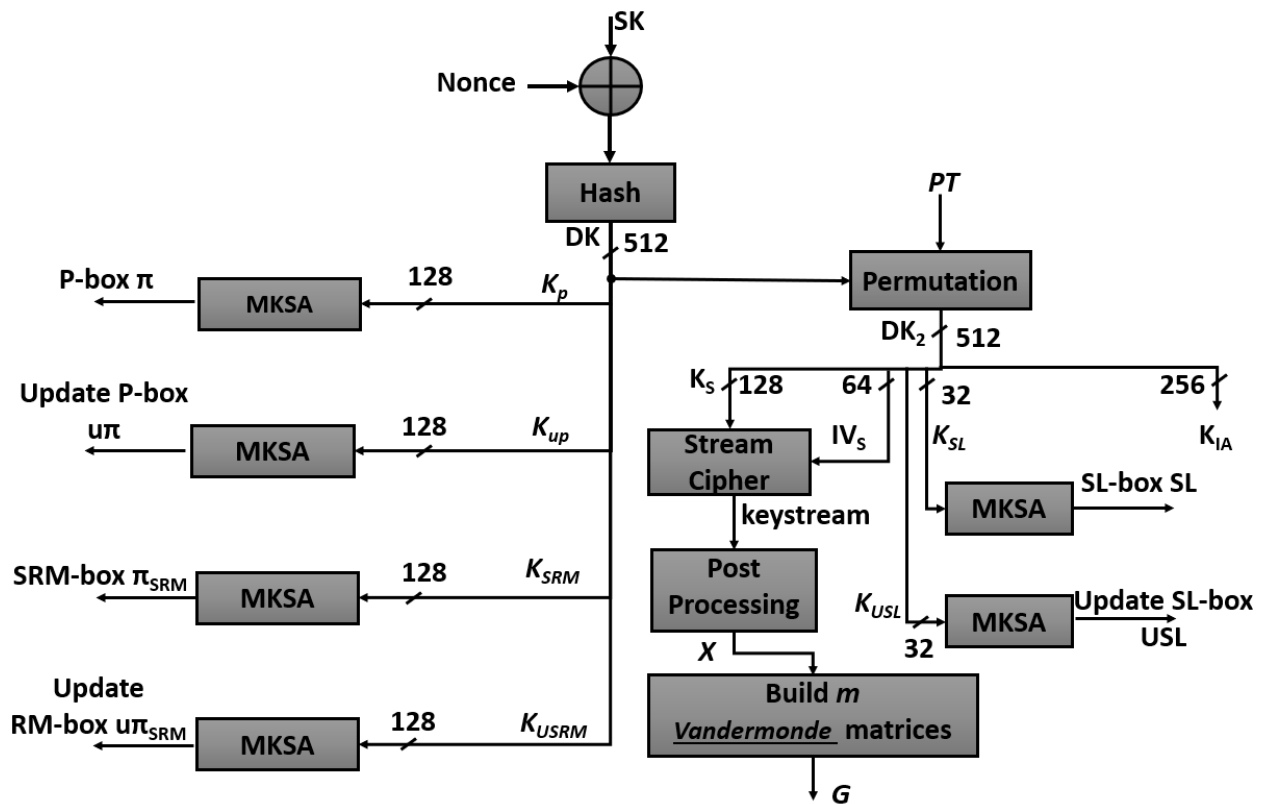 SK
Nonce
Hash
DK
512
PT
Permutation
DK₂
512
P-box π
MKSA
128
Kp
Update P-box
uπ
MKSA
128
Kup
SRM-box πSRM
MKSA
128
KSRM
Update
RM-box uπSRM
MKSA
128
KUSRM
KS
128
64
32
256
Stream
Cipher
IVS
KSL
KIA
keystream
MKSA
SL-box SL
Post
Processing
KUSL
32
MKSA
Update SL-box
USL
X
Build m
Vandermonde matrices
G